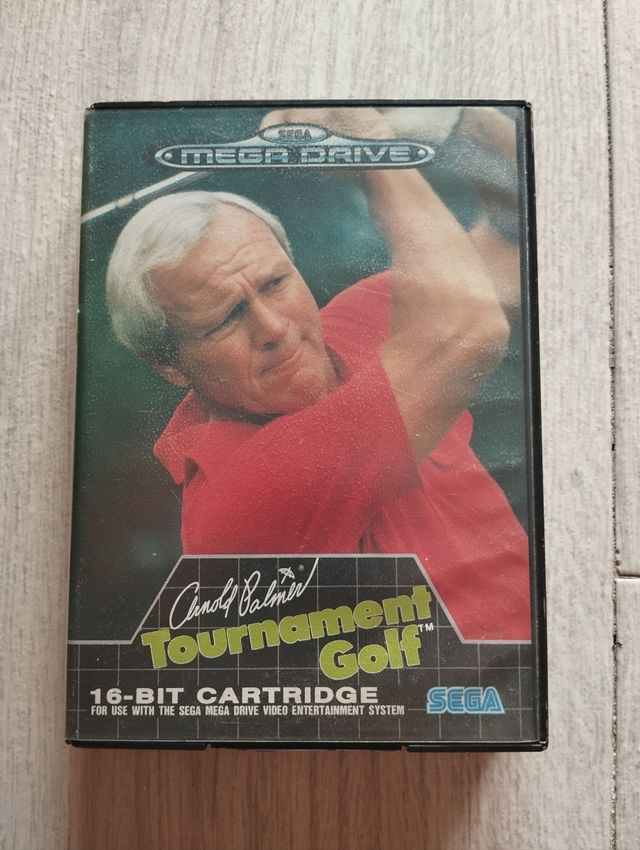 SEGA
MEGA DRIVE
Arnold Palmer®
Tournament
Golf™
16-BIT CARTRIDGE
FOR USE WITH THE SEGA MEGA DRIVE VIDEO ENTERTAINMENT SYSTEM
SEGA